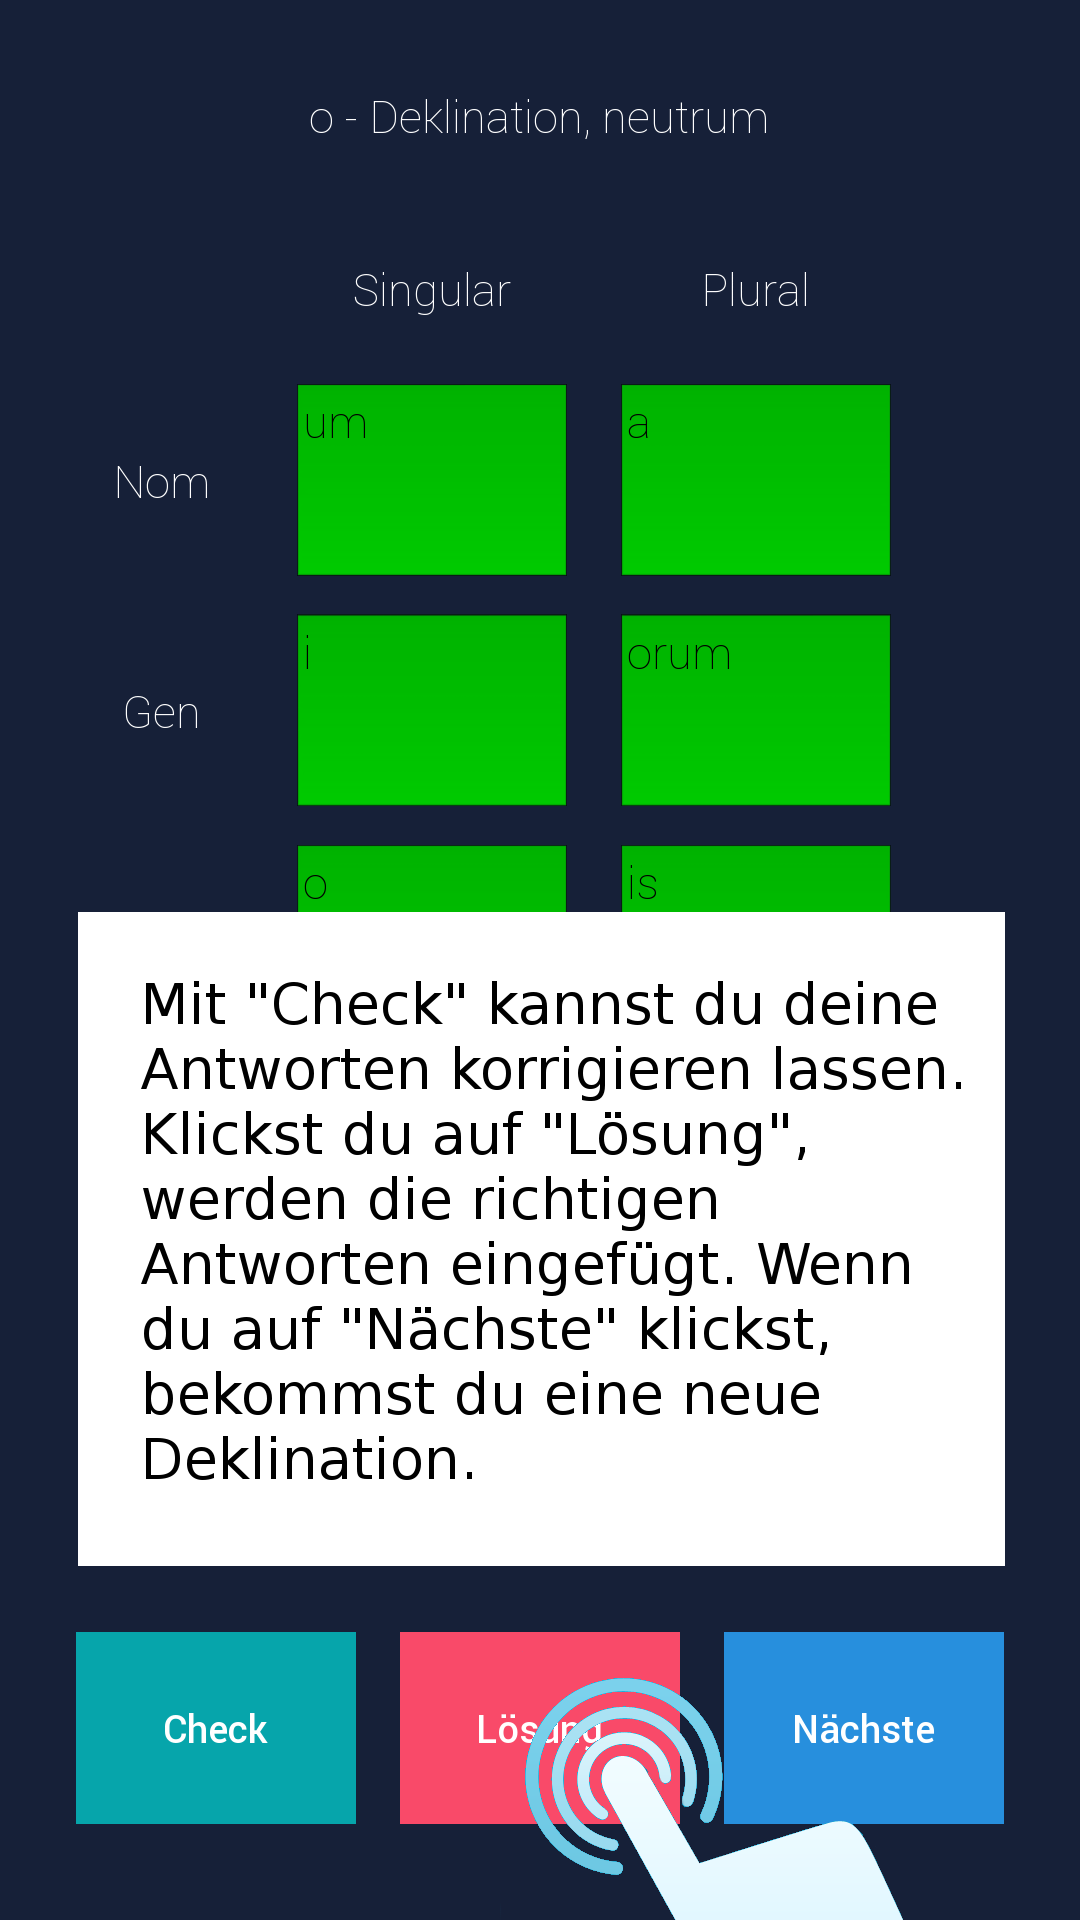 o - Deklination, neutrum
Singular Plural
um a
Nom
i orum
Gen
o is
Mit "Check" kannst du deine
Antworten korrigieren lassen.
Klickst du auf "Lösung",
werden die richtigen
Antworten eingefügt. Wenn
du auf "Nächste" klickst,
bekommst du eine neue
Deklination.
Check Lösung Nächste